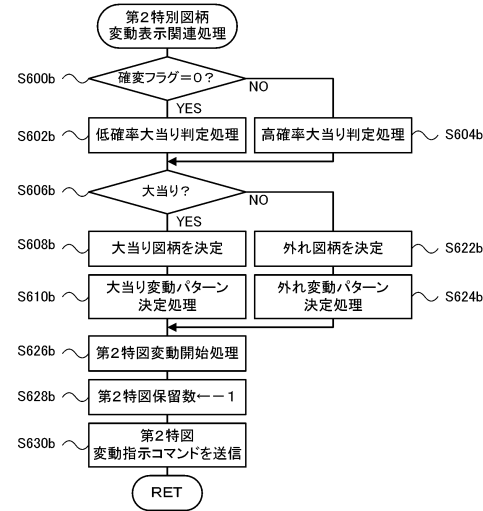 第２特別図柄
変動表示関連処理
S600b
確変フラグ＝０？
NO
YES
S602b
低確率大当り判定処理
高確率大当り判定処理
S604b
S606b
大当り？
NO
YES
S608b
大当り図柄を決定
外れ図柄を決定
S622b
S610b
大当り変動パターン
決定処理
外れ変動パターン
決定処理
S624b
S626b
第２特図変動開始処理
S628b
第２特図保留数←－１
S630b
第２特図
変動指示コマンドを送信
RET